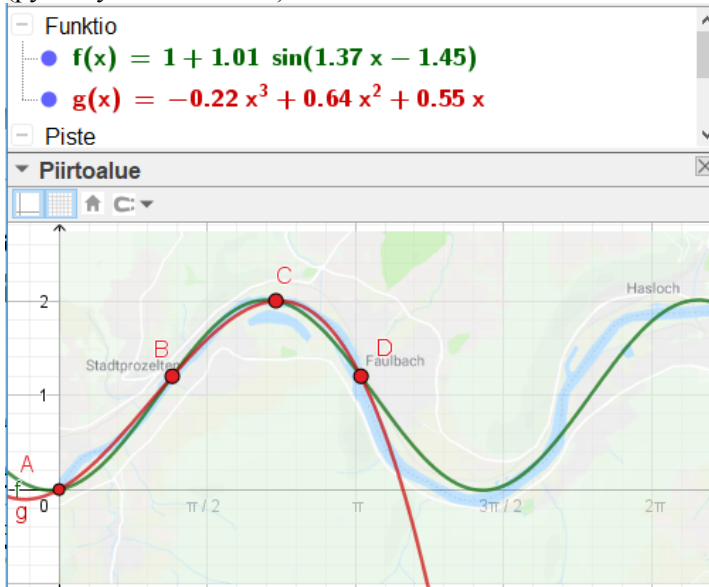 Funktio
f(x) = 1 + 1.01 sin(1.37 x − 1.45)
g(x) = −0.22 x³ + 0.64 x² + 0.55 x
Piste
Piirtoalue
C
Hasloch
2
B
D
Stadtprozelten
Faulbach
1
A
f
g
0
π / 2
π
3π / 2
2π